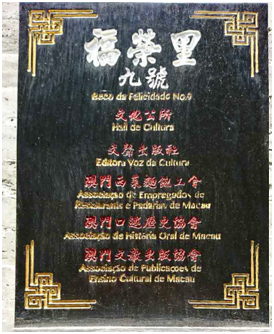 福榮里
九號
Beco da Felicidade No.9
文化公所
Hall de Cultura
文聲出版社
Editora Voz da Cultura
澳門西菜麵飽工會
Associação de Empregados de
Restaurante e Padarias de Macau
澳門口述歷史協會
Associação de História Oral de Macau
澳門文教出版協會
Associação de Publicações de
Ensino Cultural de Macau